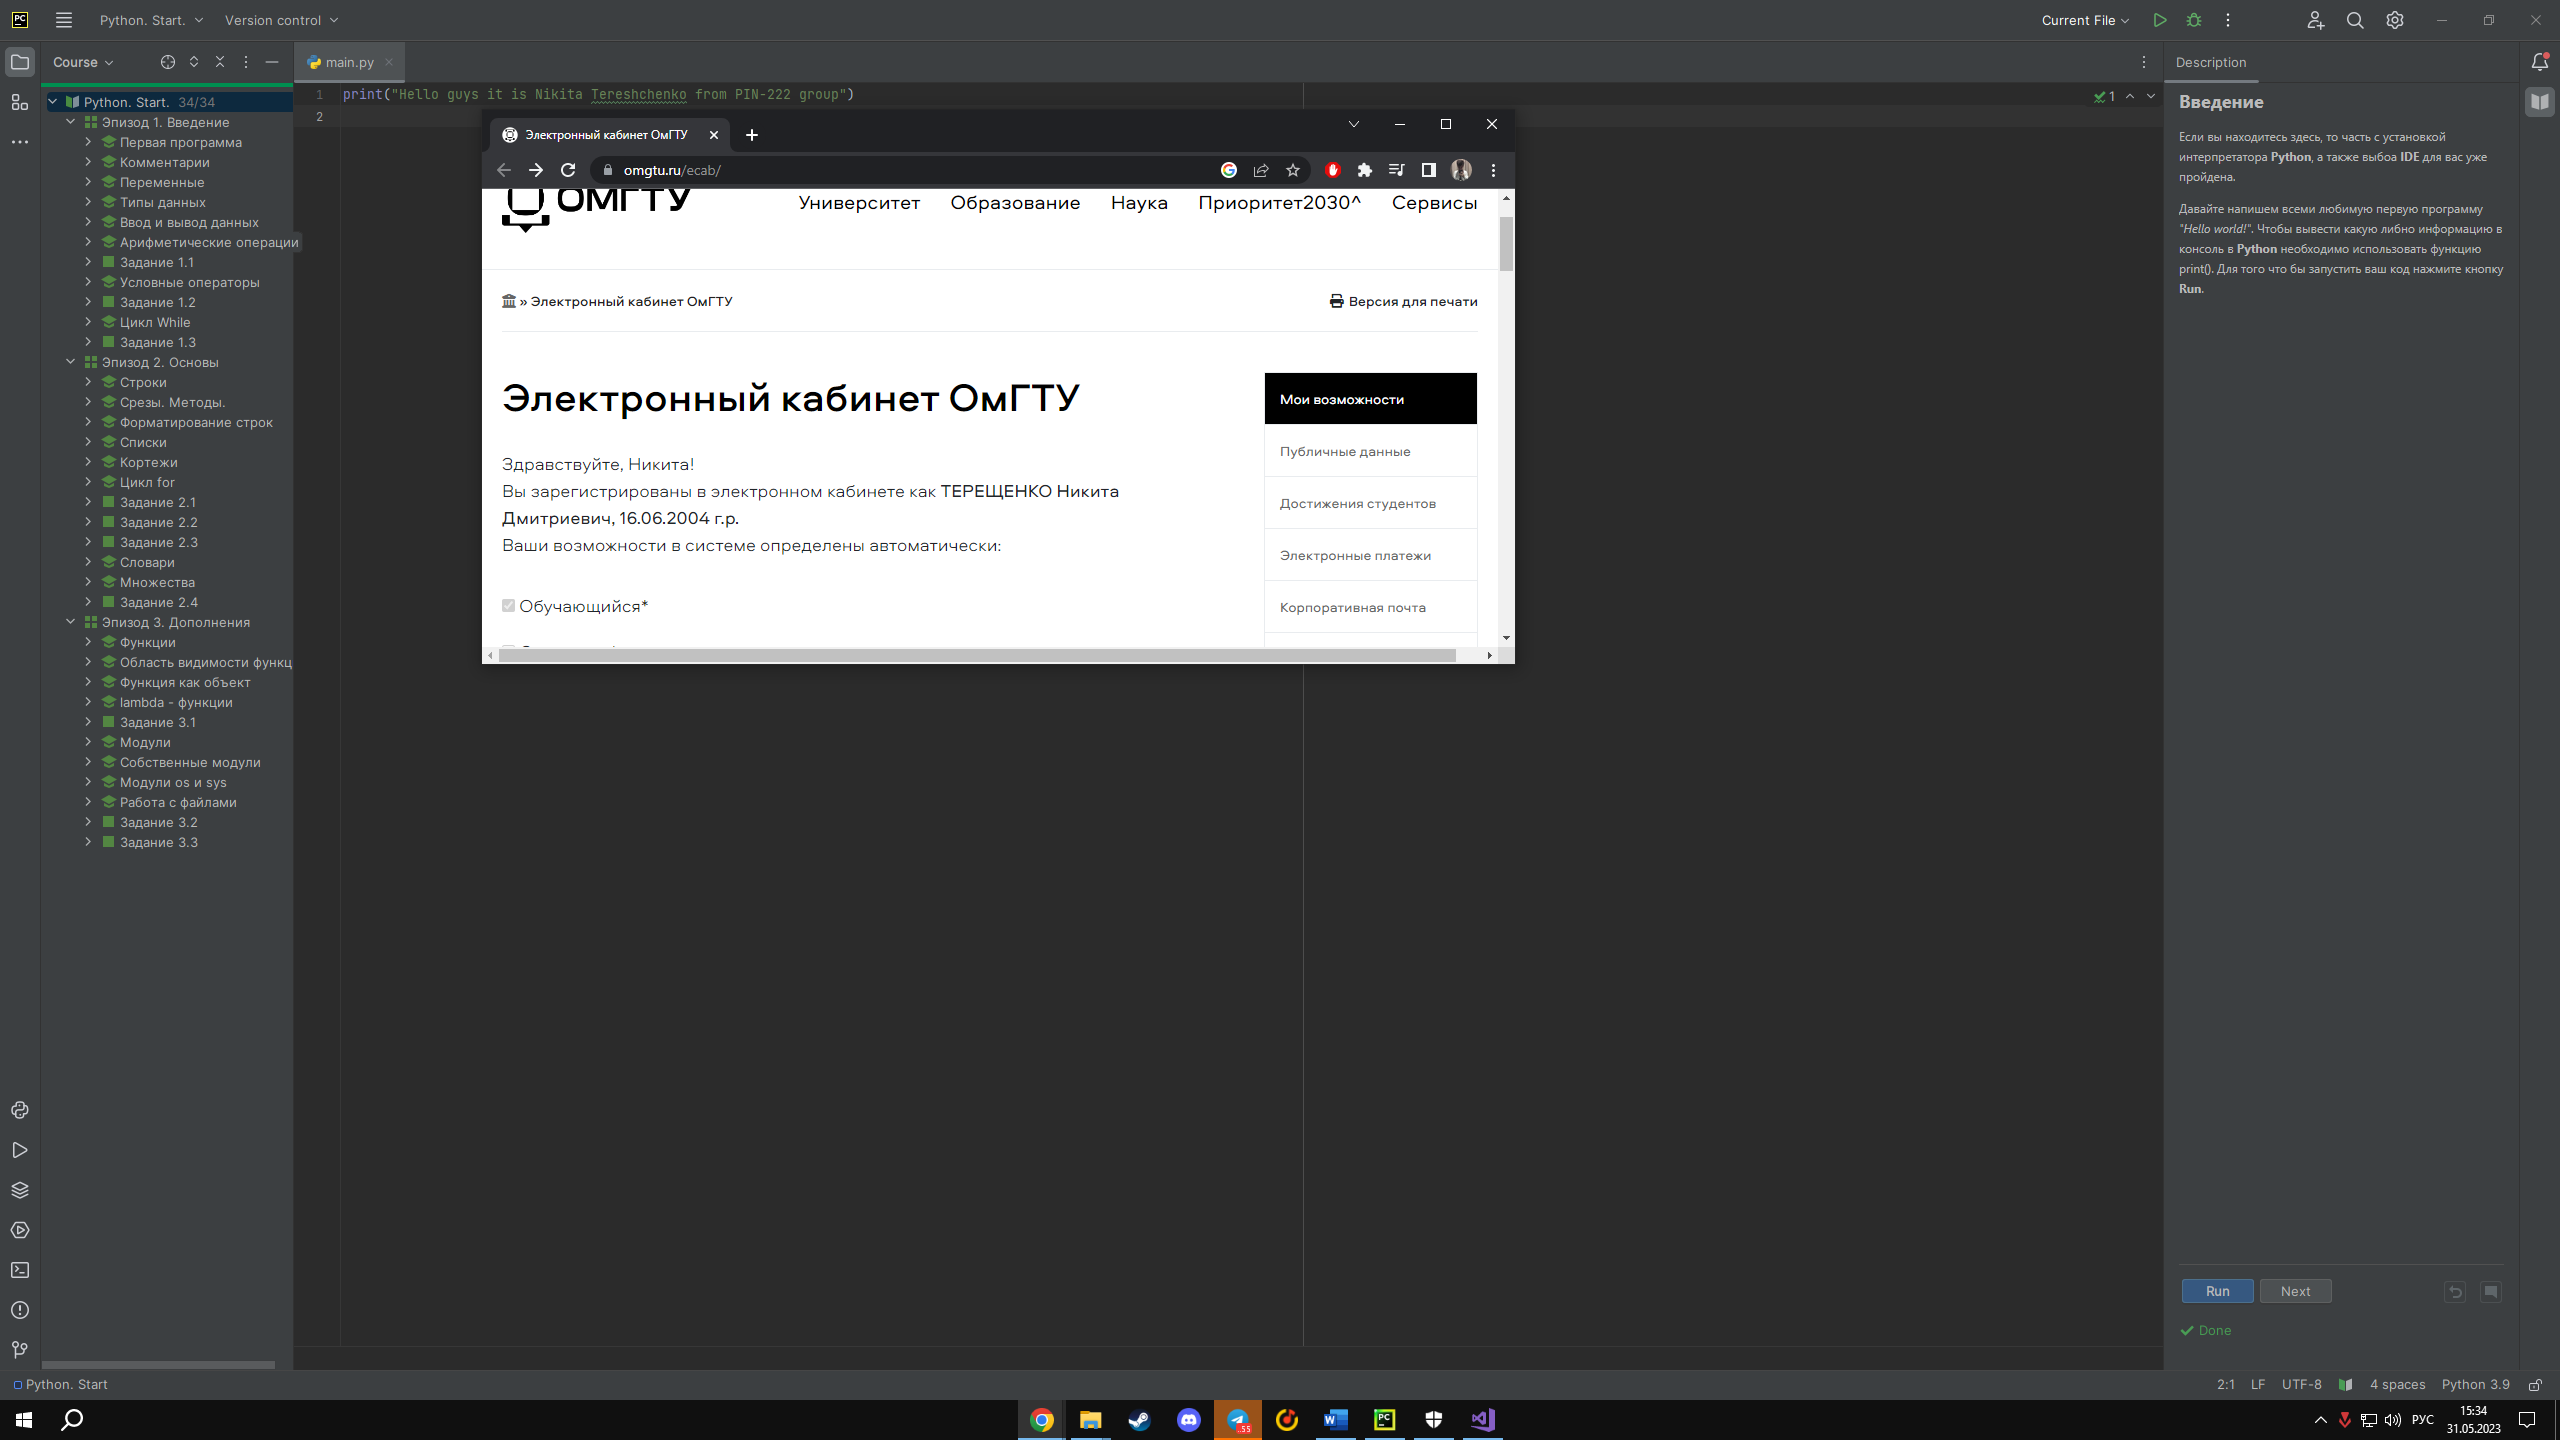 Python. Start.
Version control
Current File
Course
main.py
Description
Python. Start. 34/34
Эпизод 1. Введение
Первая программа
Комментарии
Переменные
Типы данных
Ввод и вывод данных
Арифметические операции
Задание 1.1
Условные операторы
Задание 1.2
Цикл While
Задание 1.3
Эпизод 2. Основы
Строки
Срезы. Методы.
Форматирование строк
Списки
Кортежи
Цикл for
Задание 2.1
Задание 2.2
Задание 2.3
Словари
Множества
Задание 2.4
Эпизод 3. Дополнения
Функции
Область видимости функц
Функция как объект
lambda - функции
Задание 3.1
Модули
Собственные модули
Модули os и sys
Работа с файлами
Задание 3.2
Задание 3.3
1 print("Hello guys it is Nikita Tereshchenko from PIN-222 group")
2
1
Электронный кабинет ОмГТУ
omgtu.ru/ecab/
ОМГТУ
Университет Образование Наука Приоритет2030^ Сервисы
» Электронный кабинет ОмГТУ
Версия для печати
Электронный кабинет ОмГТУ
Здравствуйте, Никита!
Вы зарегистрированы в электронном кабинете как ТЕРЕЩЕНКО Никита
Дмитриевич, 16.06.2004 г.р.
Ваши возможности в системе определены автоматически:
Обучающийся*
Мои возможности
Публичные данные
Достижения студентов
Электронные платежи
Корпоративная почта
Введение
Если вы находитесь здесь, то часть с установкой
интерпретатора Python, а также выбоа IDE для вас уже
пройдена.
Давайте напишем всеми любимую первую программу
"Hello world!". Чтобы вывести какую либно информацию в
консоль в Python необходимо использовать функцию
print(). Для того что бы запустить ваш код нажмите кнопку
Run.
Run
Next
Done
Python. Start
2:1 LF UTF-8 4 spaces Python 3.9
РУС
15:34
31.05.2023